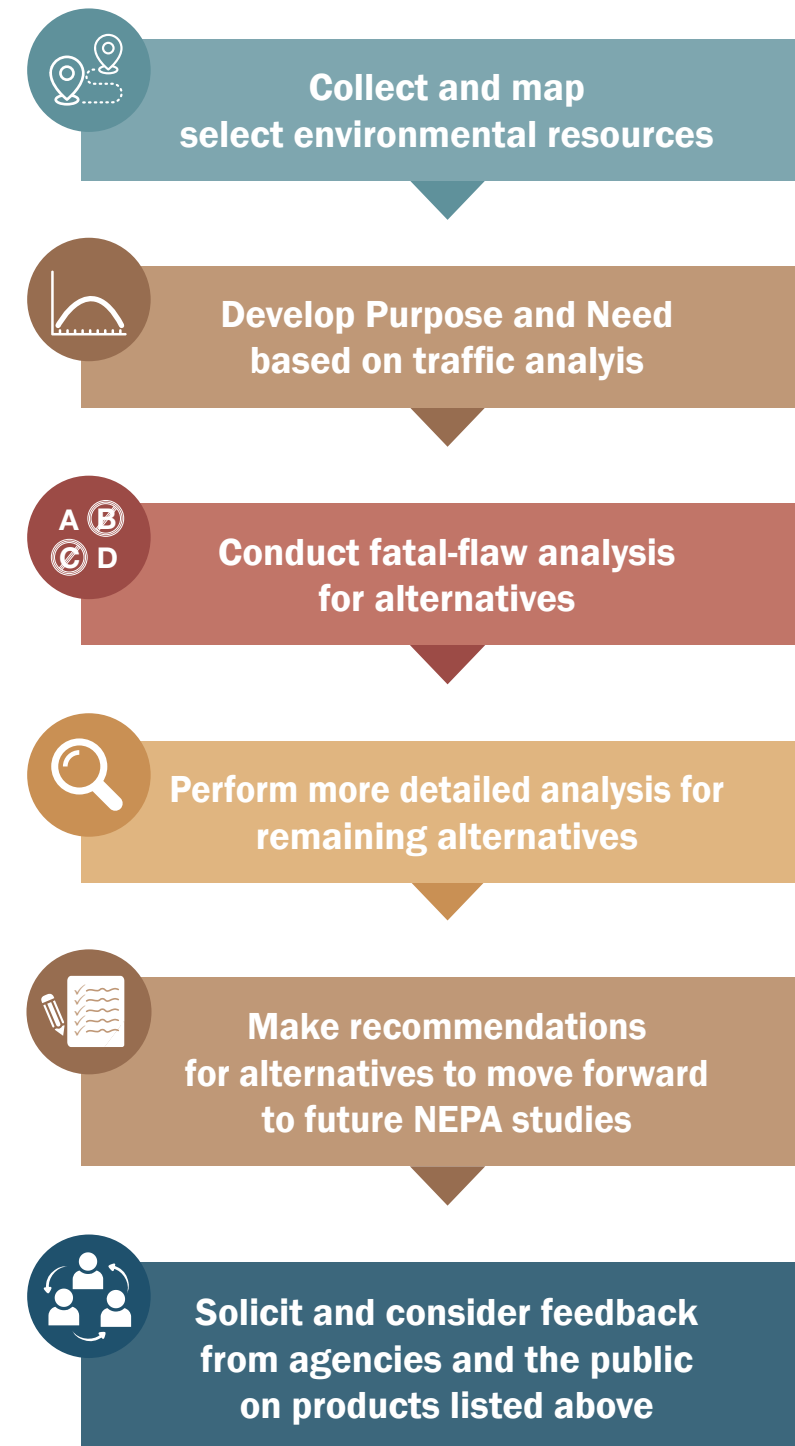 Collect and map
select environmental resources
Develop Purpose and Need
based on traffic analyis
A B
C D
Conduct fatal-flaw analysis
for alternatives
Perform more detailed analysis for
remaining alternatives
Make recommendations
for alternatives to move forward
to future NEPA studies
Solicit and consider feedback
from agencies and the public
on products listed above